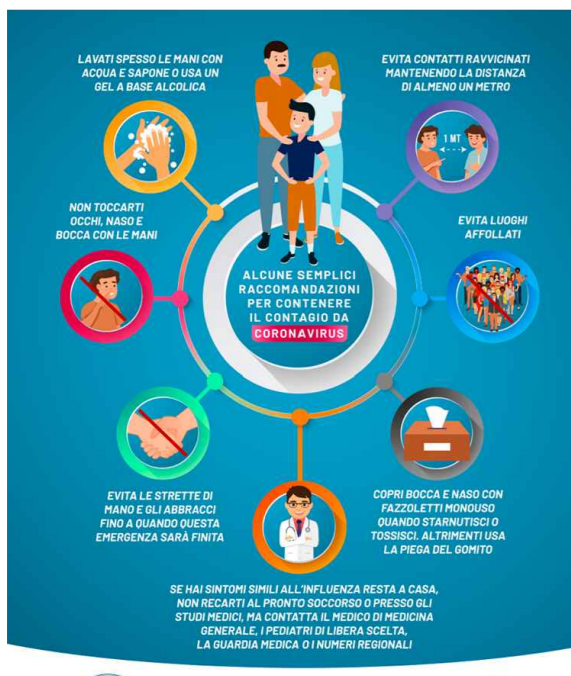 LAVATI SPESSO LE MANI CON
ACQUA E SAPONE O USA UN
GEL A BASE ALCOLICA
EVITA CONTATTI RAVVICINATI
MANTENENDO LA DISTANZA
DI ALMENO UN METRO
1 MT
NON TOCCARTI
OCCHI, NASO E
BOCCA CON LE MANI
EVITA LUOGHI
AFFOLLATI
ALCUNE SEMPLICI
RACCOMANDAZIONI
PER CONTENERE
IL CONTAGIO DA
CORONAVIRUS
EVITA LE STRETTE DI
MANO E GLI ABBRACCI
FINO A QUANDO QUESTA
EMERGENZA SARÀ FINITA
COPRI BOCCA E NASO CON
FAZZOLETTI MONOUSO
QUANDO STARNUTISCI O
TOSSISCI. ALTRIMENTI USA
LA PIEGA DEL GOMITO
SE HAI SINTOMI SIMILI ALL'INFLUENZA RESTA A CASA,
NON RECARTI AL PRONTO SOCCORSO O PRESSO GLI
STUDI MEDICI, MA CONTATTA IL MEDICO DI MEDICINA
GENERALE, I PEDIATRI DI LIBERA SCELTA,
LA GUARDIA MEDICA O I NUMERI REGIONALI